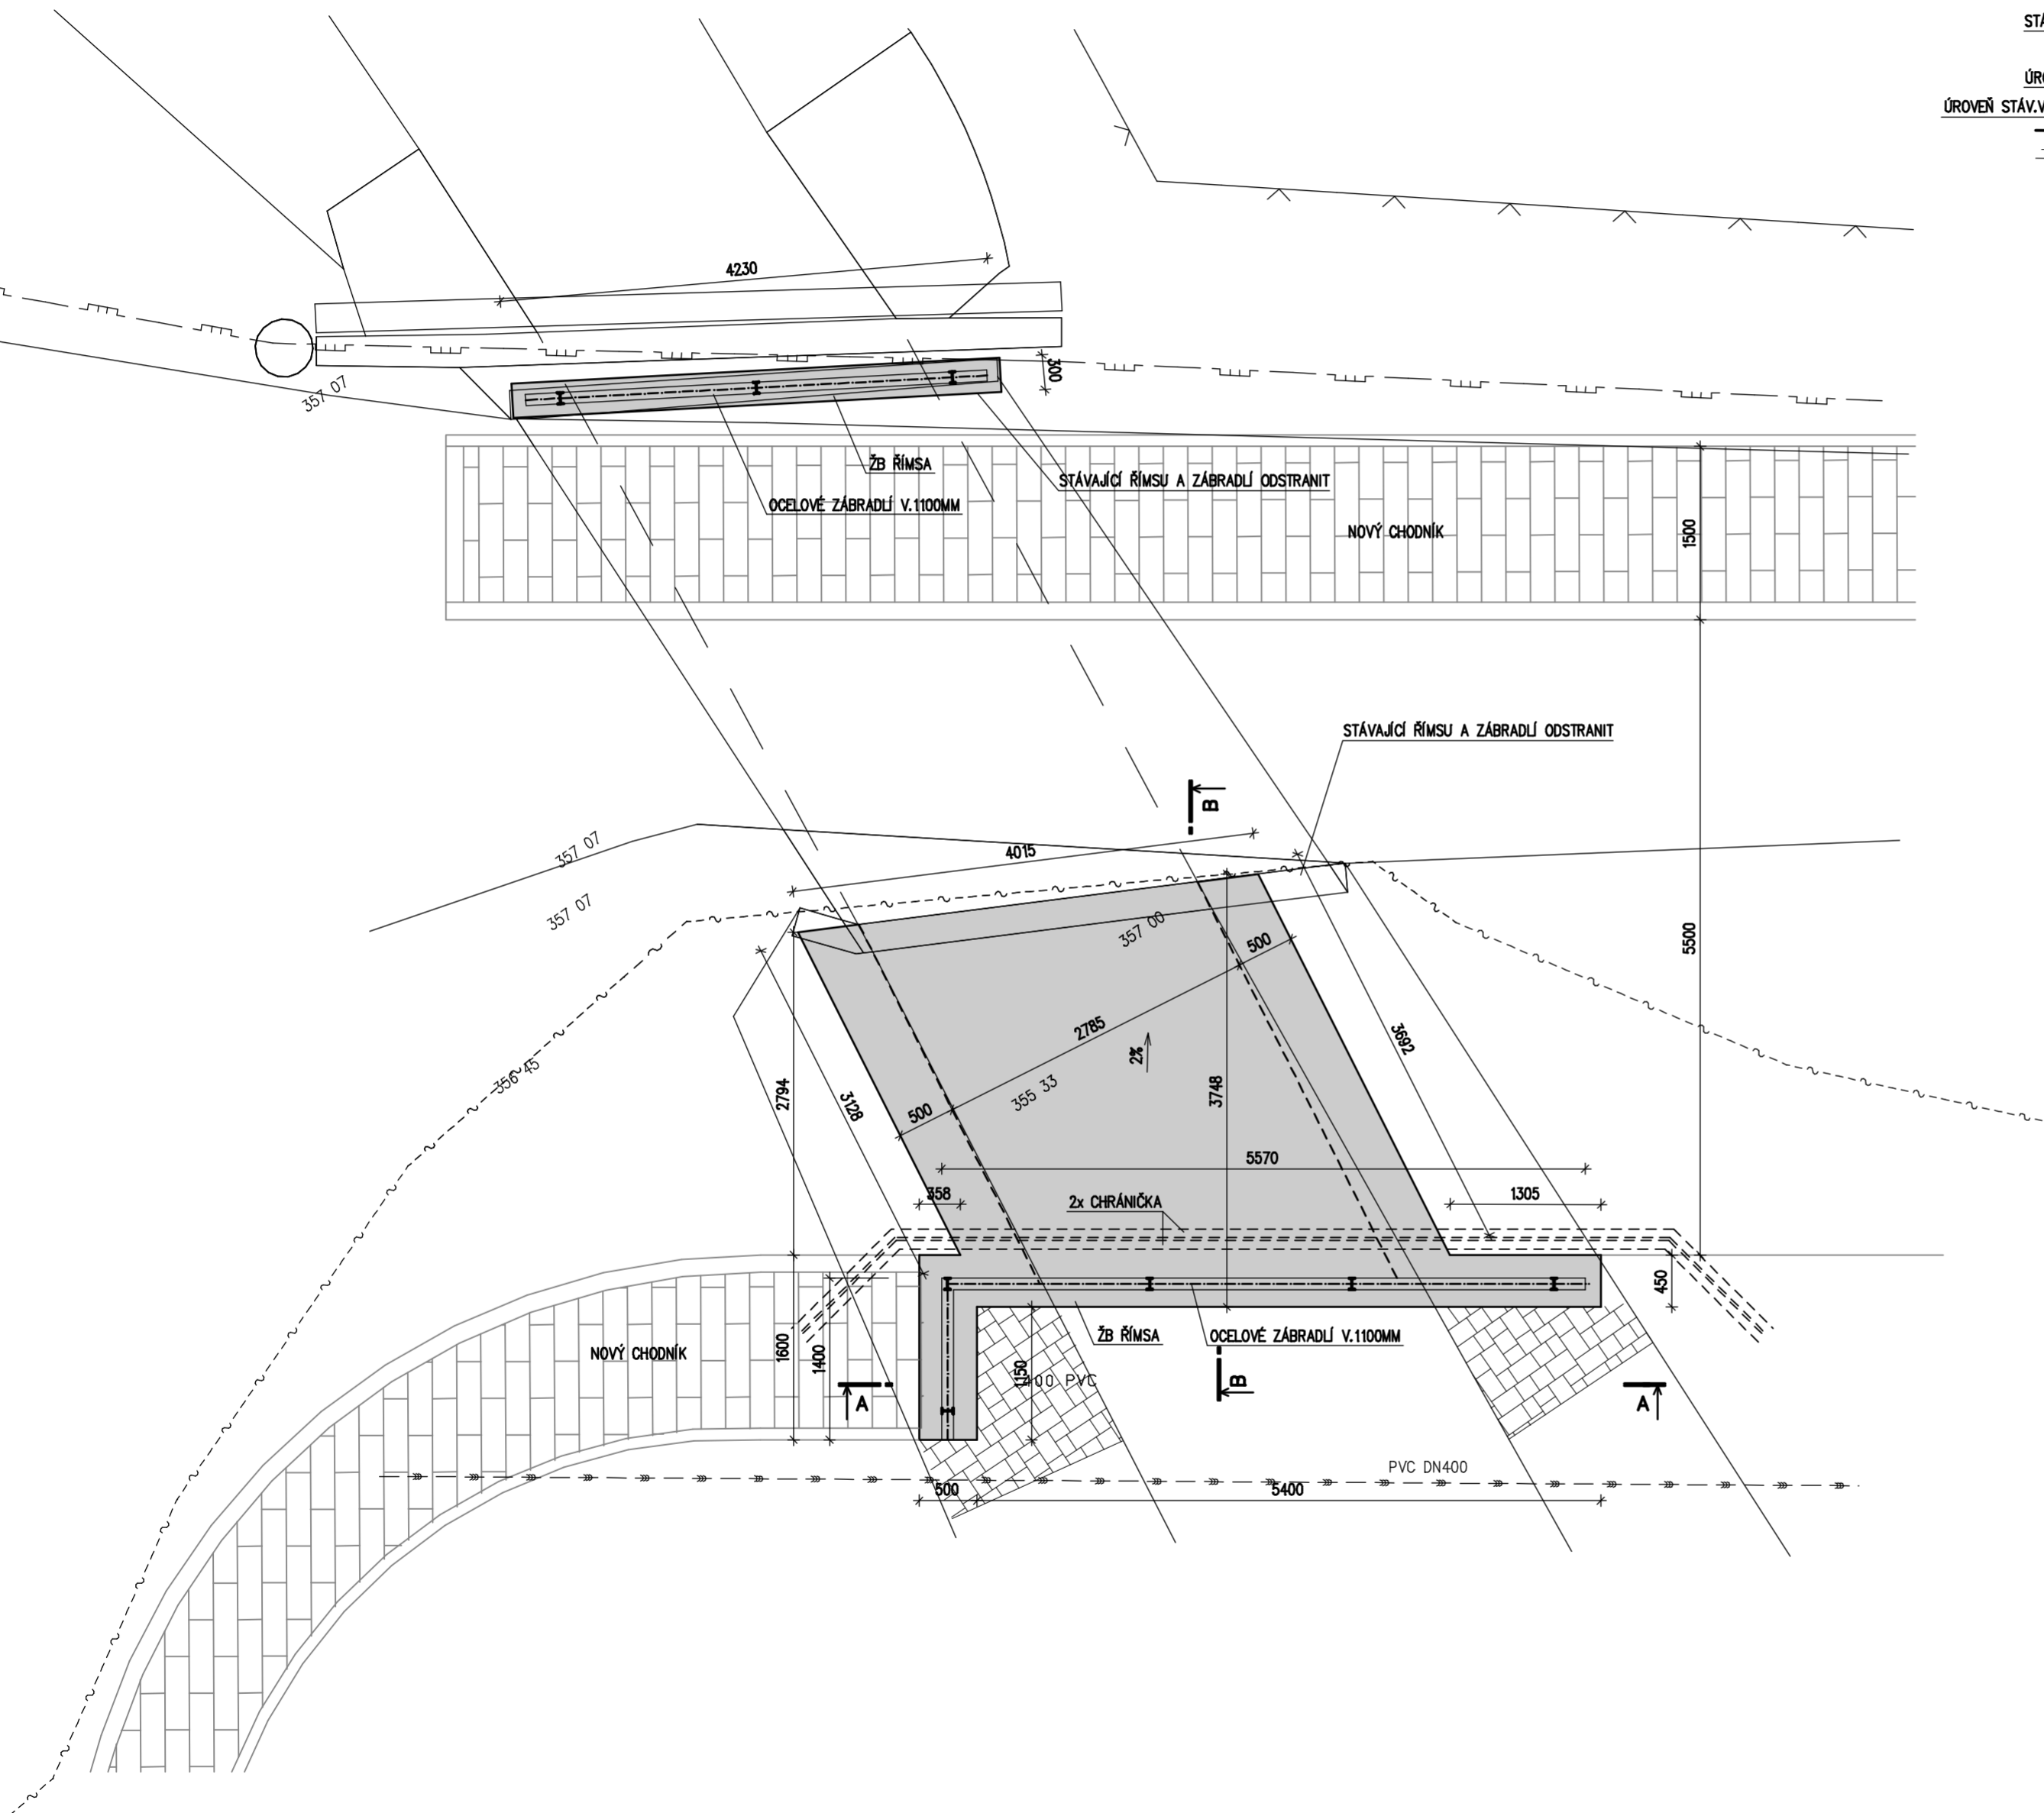 STÁ
ÚRO
ÚROVEŇ STÁV.V
4230
300
357 07
ŽB ŘÍMSA
STÁVAJÍCÍ ŘÍMSU A ZÁBRADLÍ ODSTRANIT
OCELOVÉ ZÁBRADLÍ V.1100MM
NOVÝ CHODNÍK
1500
STÁVAJÍCÍ ŘÍMSU A ZÁBRADLÍ ODSTRANIT
B
357 07
4015
357 07
357 00
500
5500
2785
2%
3692
356 45
2794
3128
500
355 33
3748
5570
358
2x CHRÁNIČKA
1305
450
NOVÝ CHODNÍK
1600
1400
1150
ŽB ŘÍMSA
OCELOVÉ ZÁBRADLÍ V.1100MM
400 PVC
B
A
A
PVC DN400
500
5400